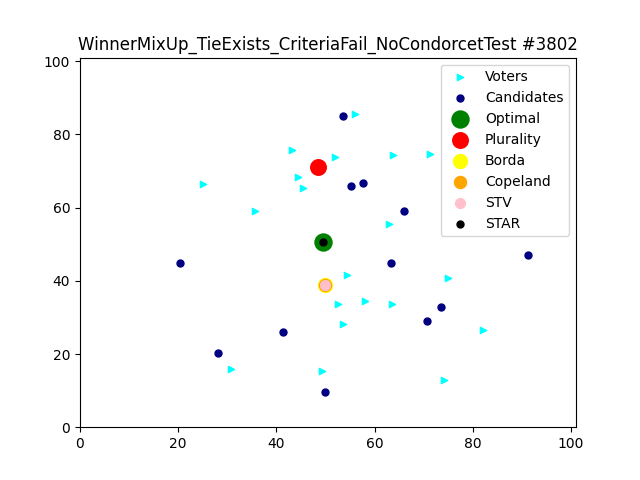 WinnerMixUp_TieExists_CriteriaFail_NoCondorcetTest #3802
100
80
60
40
20
0
0
20
40
60
80
100
Voters
Candidates
Optimal
Plurality
Borda
Copeland
STV
STAR